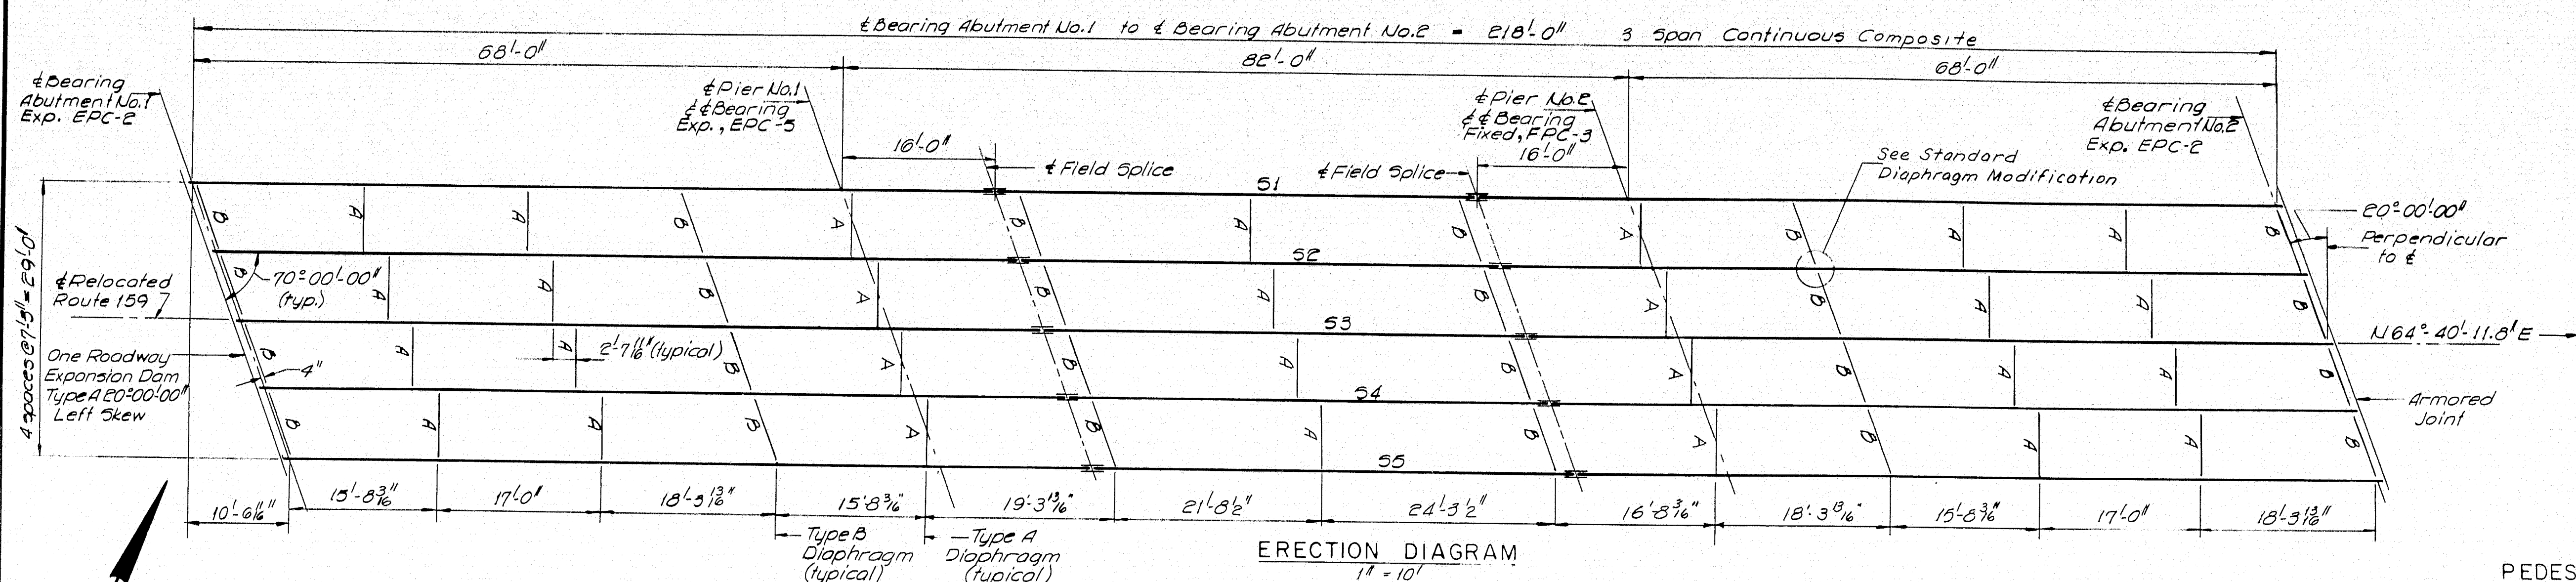 ℄ Bearing Abutment No.1 to ℄ Bearing Abutment No.2 = 218'-0" 3 Span Continuous Composite
68'-0"
82'-0"
68'-0"
℄ Bearing
Abutment No.1
Exp. EPC-2
℄ Pier No.1
& ℄ Bearing
Exp., EPC-5
16'-0"
℄ Field Splice
℄ Pier No.2
& ℄ Bearing
Fixed, FPC-3
16'-0"
℄ Field Splice
See Standard
Diaphragm Modification
℄ Bearing
Abutment No.2
Exp. EPC-2
20°-00'-00"
Perpendicular
to ℄
S1
B A A B A B A B A B A A B
S2
4 spaces @ 7'-3" = 29'-0"
70°-00'-00"
(typ.)
℄ Relocated
Route 159
B A A B A B A B A B A A B
S3
N 64°-40'-11.8' E
One Roadway
Expansion Dam
Type A 20°-00'-00"
Left Skew
4"
2'-7 11/16" (typical)
B A A A B A B A B A B A A B
S4
Armored
Joint
B A A B A B A B A B A A B
S5
10'-6 11/16"
15'-8 3/16"
17'-0"
18'-3 13/16"
15'-8 3/16"
19'-3 13/16"
21'-8 1/2"
24'-3 1/2"
16'-8 3/16"
18'-3 13/16"
15'-8 3/16"
17'-0"
18'-3 13/16"
Type B
Diaphragm
(typical)
Type A
Diaphragm
(typical)
ERECTION DIAGRAM
1" = 10'
PEDES